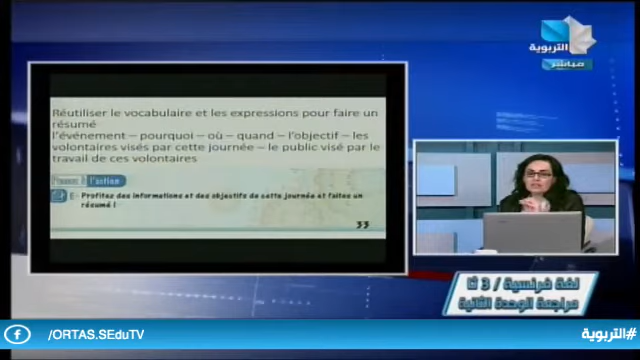 التربوية
مباشر
Réutiliser le vocabulaire et les expressions pour faire un
résumé
l'événement – pourquoi – où – quand – l'objectif – les
volontaires visés par cette journée – le public visé par le
travail de ces volontaires
l'action
E - Profitez des informations et des objectifs de cette journée et faites un
résumé !
33
لغة فرنسية / 3 ثا
مراجعة الوحدة الثانية
/ORTAS.SEduTV
#التربوية